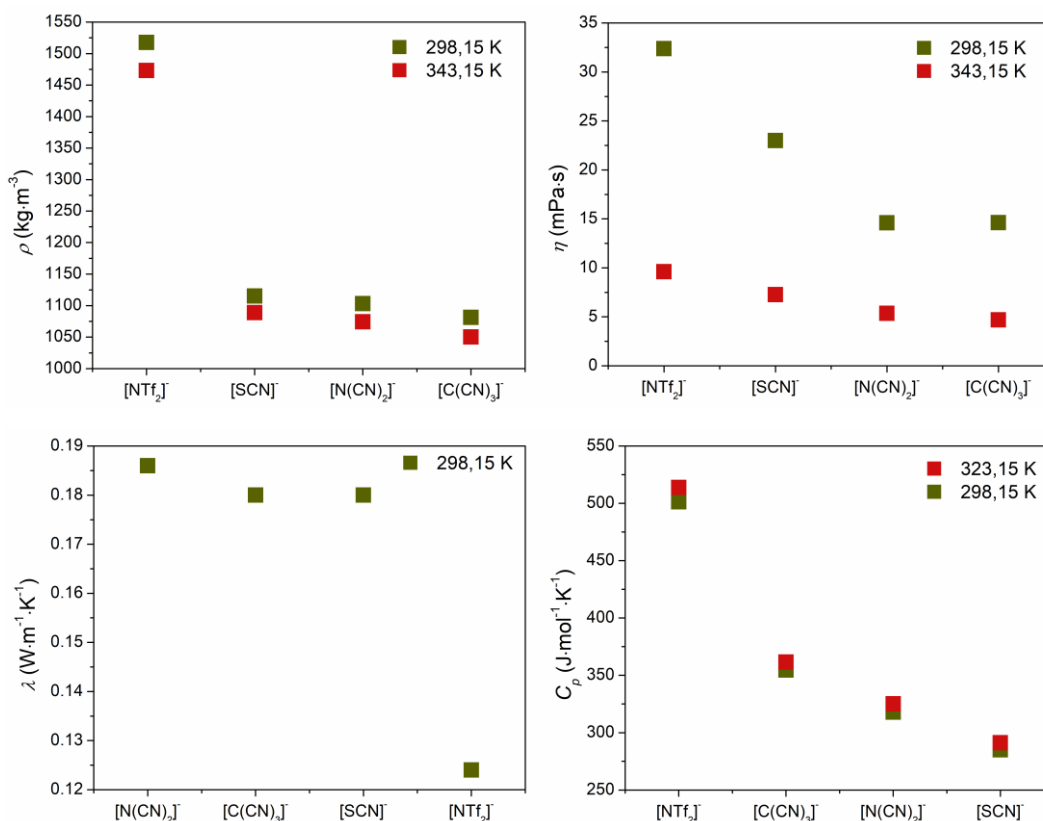 1550
1500
1450
1400
1350
1300
1250
1200
1150
1100
1050
1000
ρ (kg·m⁻³)
298,15 K
343,15 K
[NTf₂]⁻
[SCN]⁻
[N(CN)₂]⁻
[C(CN)₃]⁻
35
30
25
20
15
10
5
0
η (mPa·s)
298,15 K
343,15 K
[NTf₂]⁻
[SCN]⁻
[N(CN)₂]⁻
[C(CN)₃]⁻
0.19
0.18
0.17
0.16
0.15
0.14
0.13
0.12
λ (W·m⁻¹·K⁻¹)
298,15 K
[N(CN)₂]⁻
[C(CN)₃]⁻
[SCN]⁻
[NTf₂]⁻
550
500
450
400
350
300
250
Cₚ (J·mol⁻¹·K⁻¹)
323,15 K
298,15 K
[NTf₂]⁻
[C(CN)₃]⁻
[N(CN)₂]⁻
[SCN]⁻